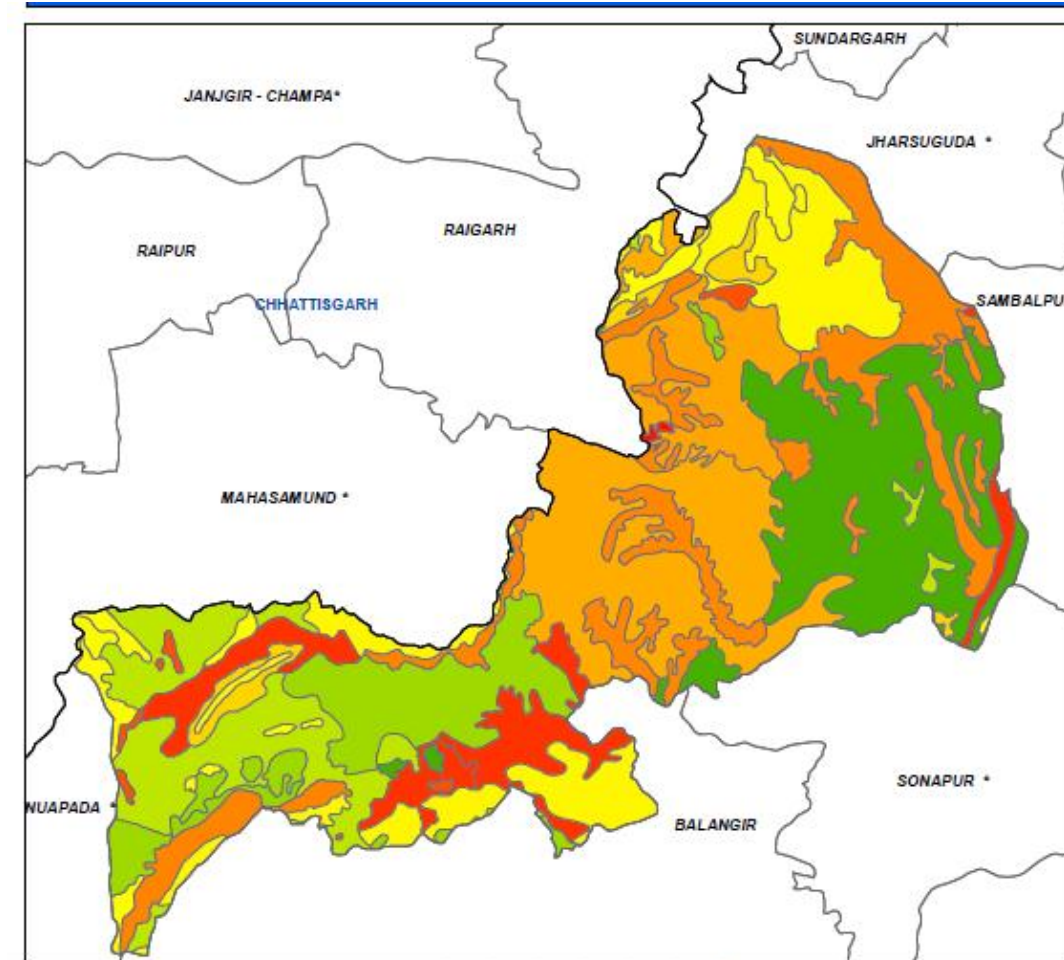 SUNDARGARH
JANJGIR - CHAMPA*
JHARSUGUDA *
RAIGARH
RAIPUR
CHHATTISGARH
SAMBALPU
MAHASAMUND *
SONAPUR *
NUAPADA *
BALANGIR